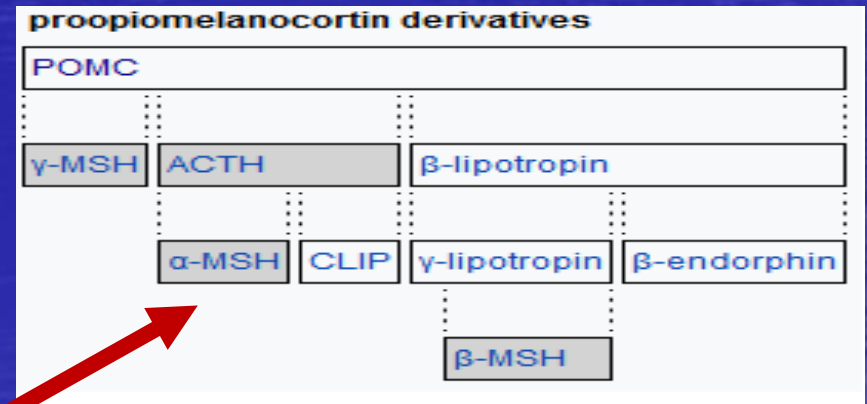 proopiomelanocortin derivatives
POMC
γ-MSH ACTH β-lipotropin
α-MSH CLIP γ-lipotropin β-endorphin
β-MSH